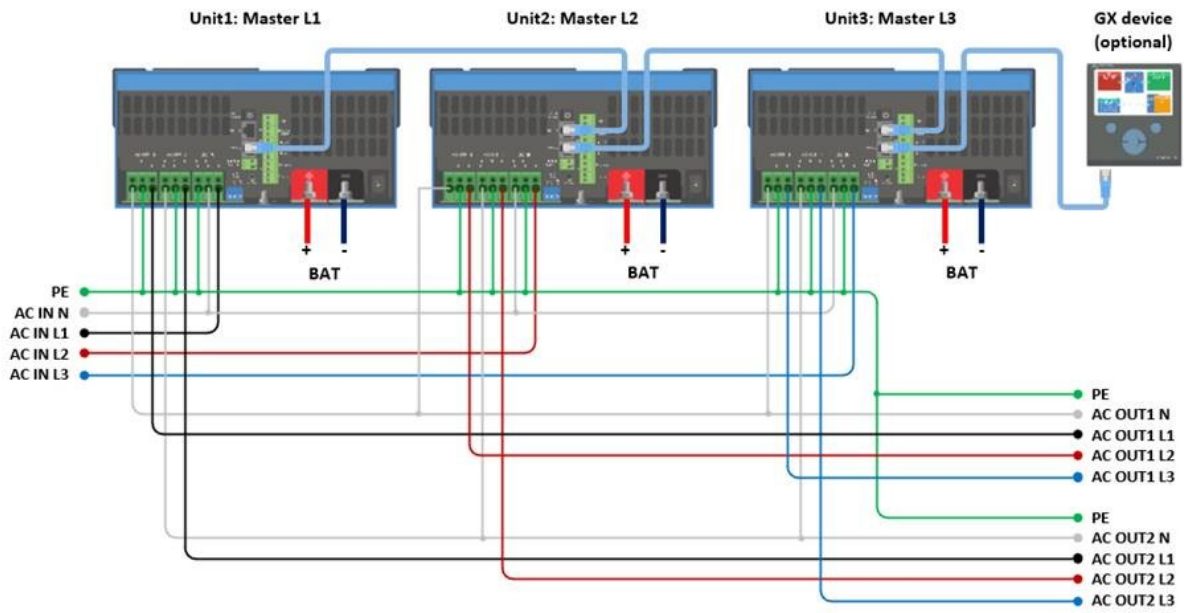 Unit1: Master L1
Unit2: Master L2
Unit3: Master L3
GX device
(optional)
+
-
BAT
+
-
BAT
+
-
BAT
PE
AC IN N
AC IN L1
AC IN L2
AC IN L3
PE
AC OUT1 N
AC OUT1 L1
AC OUT1 L2
AC OUT1 L3
PE
AC OUT2 N
AC OUT2 L1
AC OUT2 L2
AC OUT2 L3